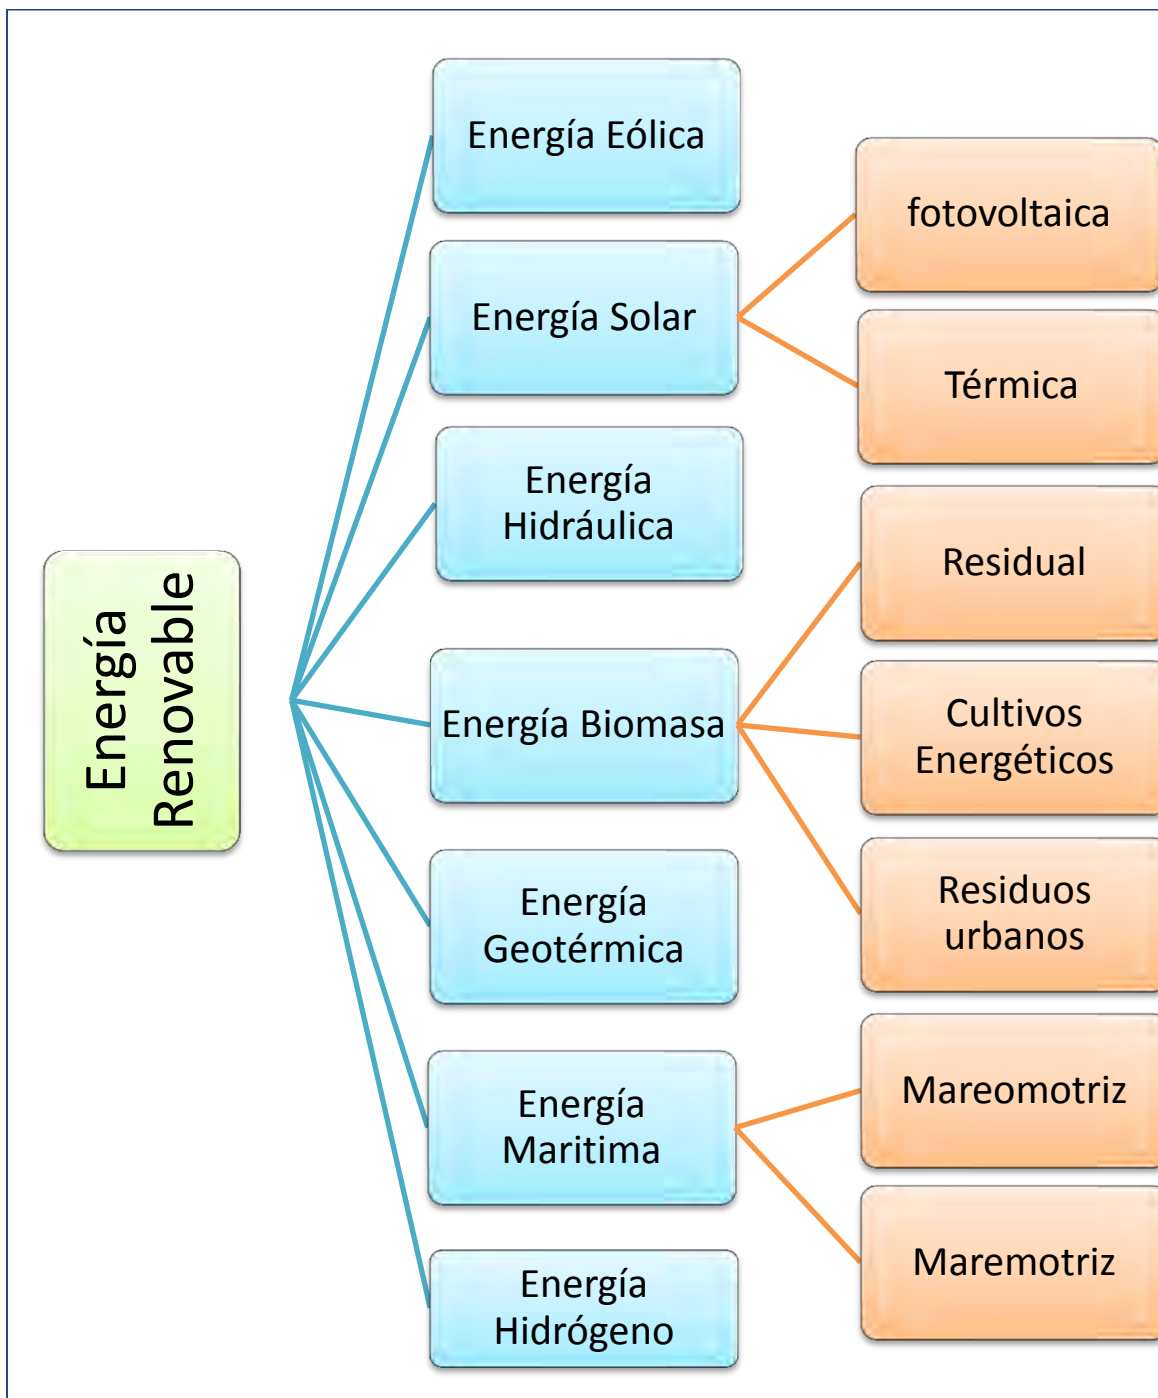 Energía
Renovable
Energía Eólica
Energía Solar
fotovoltaica
Térmica
Energía
Hidráulica
Energía Biomasa
Residual
Cultivos
Energéticos
Residuos
urbanos
Energía
Geotérmica
Energía
Maritima
Mareomotriz
Maremotriz
Energía
Hidrógeno